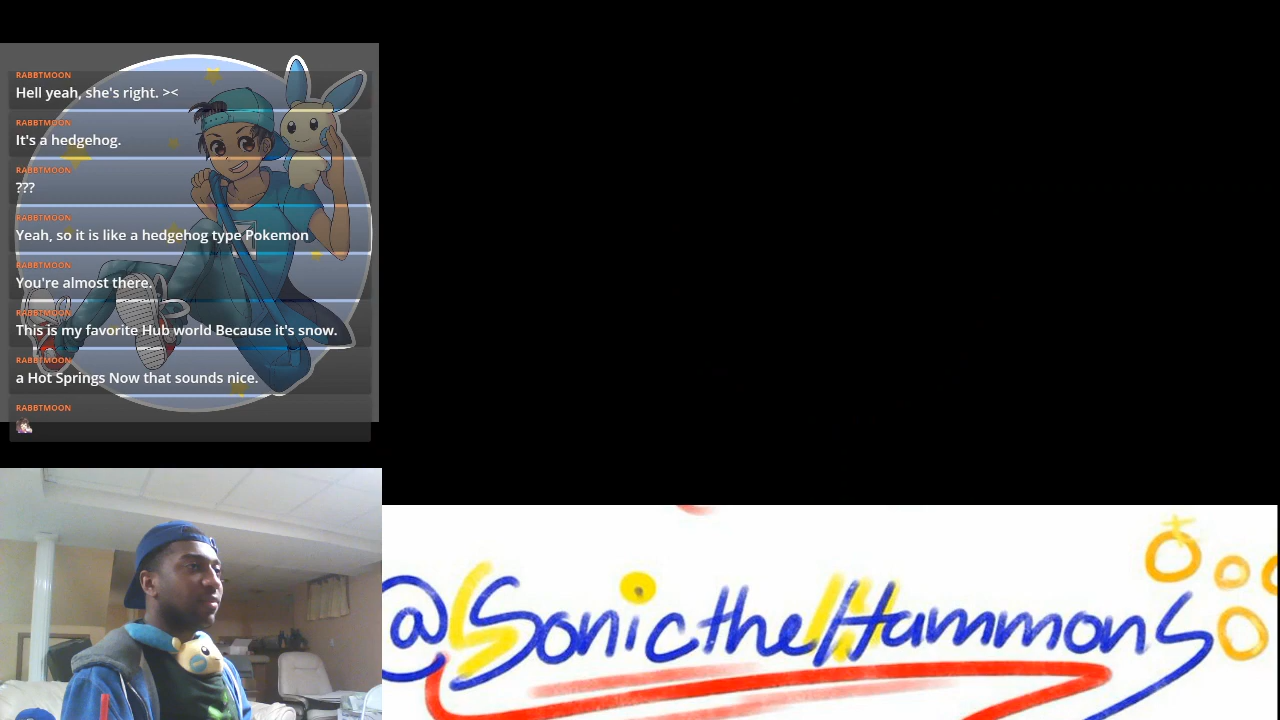 RABBTMOON
Hell yeah, she's right. ><
RABBTMOON
It's a hedgehog.
RABBTMOON
???
RABBTMOON
Yeah, so it is like a hedgehog type Pokemon
RABBTMOON
You're almost there.
RABBTMOON
This is my favorite Hub world Because it's snow.
RABBTMOON
a Hot Springs Now that sounds nice.
RABBTMOON
@SonictheHammons